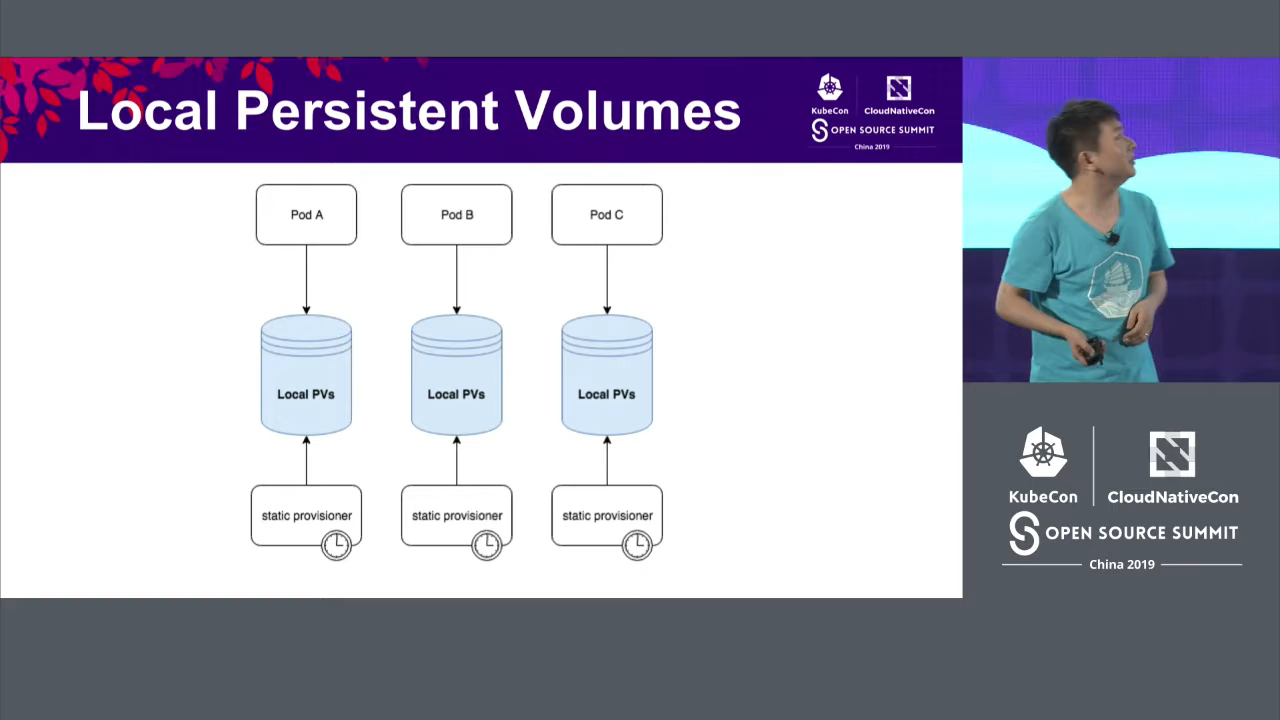 Local Persistent Volumes
KubeCon
CloudNativeCon
OPEN SOURCE SUMMIT
China 2019
Pod A
Pod B
Pod C
Local PVs
Local PVs
Local PVs
static provisioner
static provisioner
static provisioner
KubeCon
CloudNativeCon
OPEN SOURCE SUMMIT
China 2019